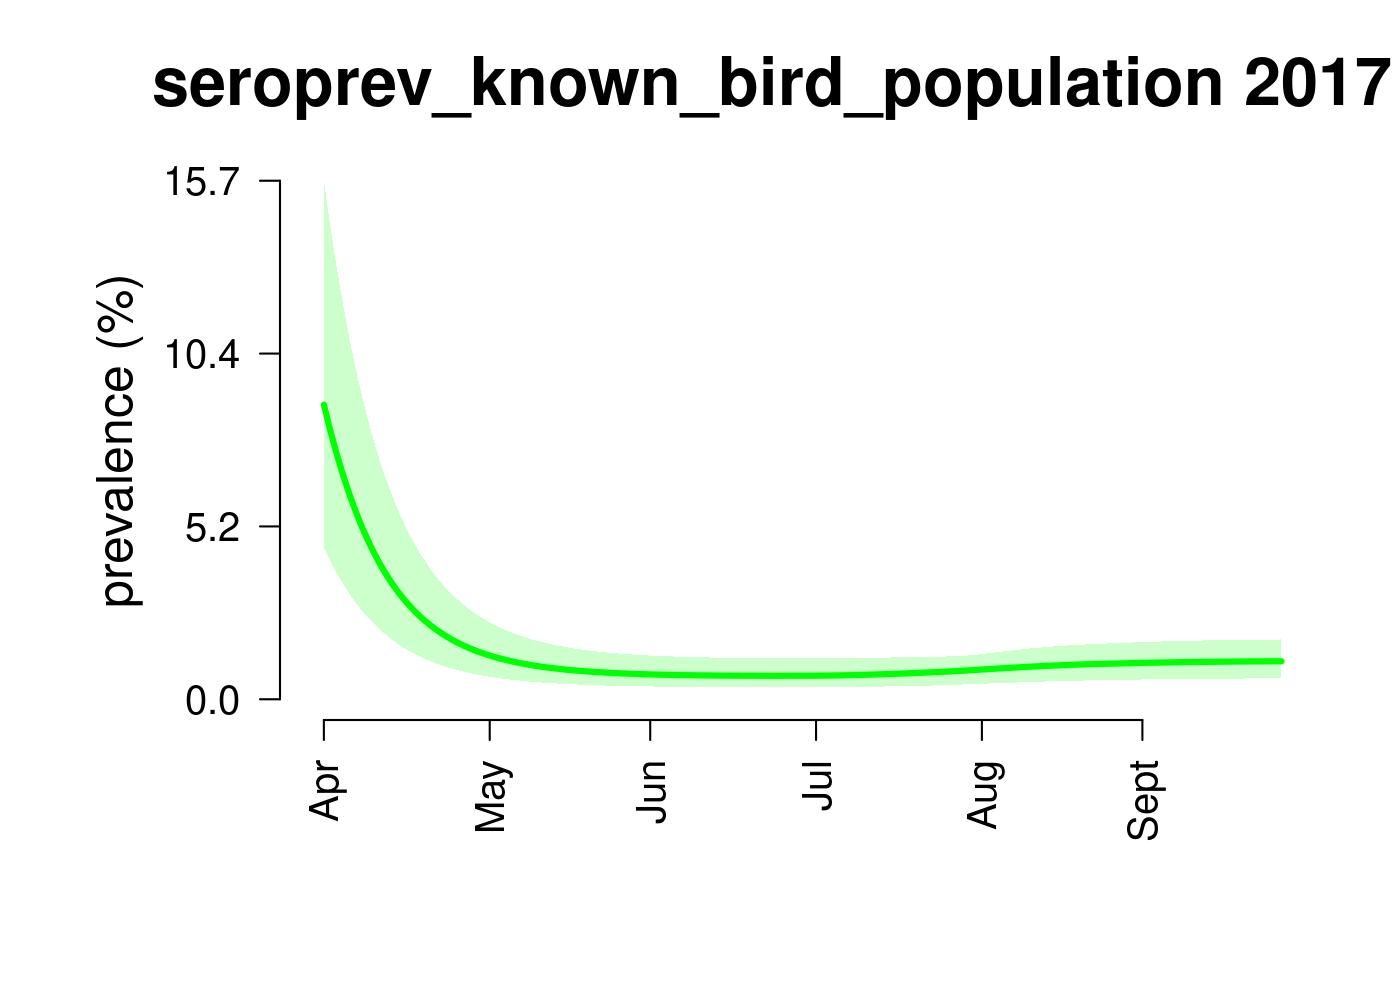 seroprev_known_bird_population 2017
15.7
10.4
5.2
0.0
prevalence (%)
Apr
May
Jun
Jul
Aug
Sept